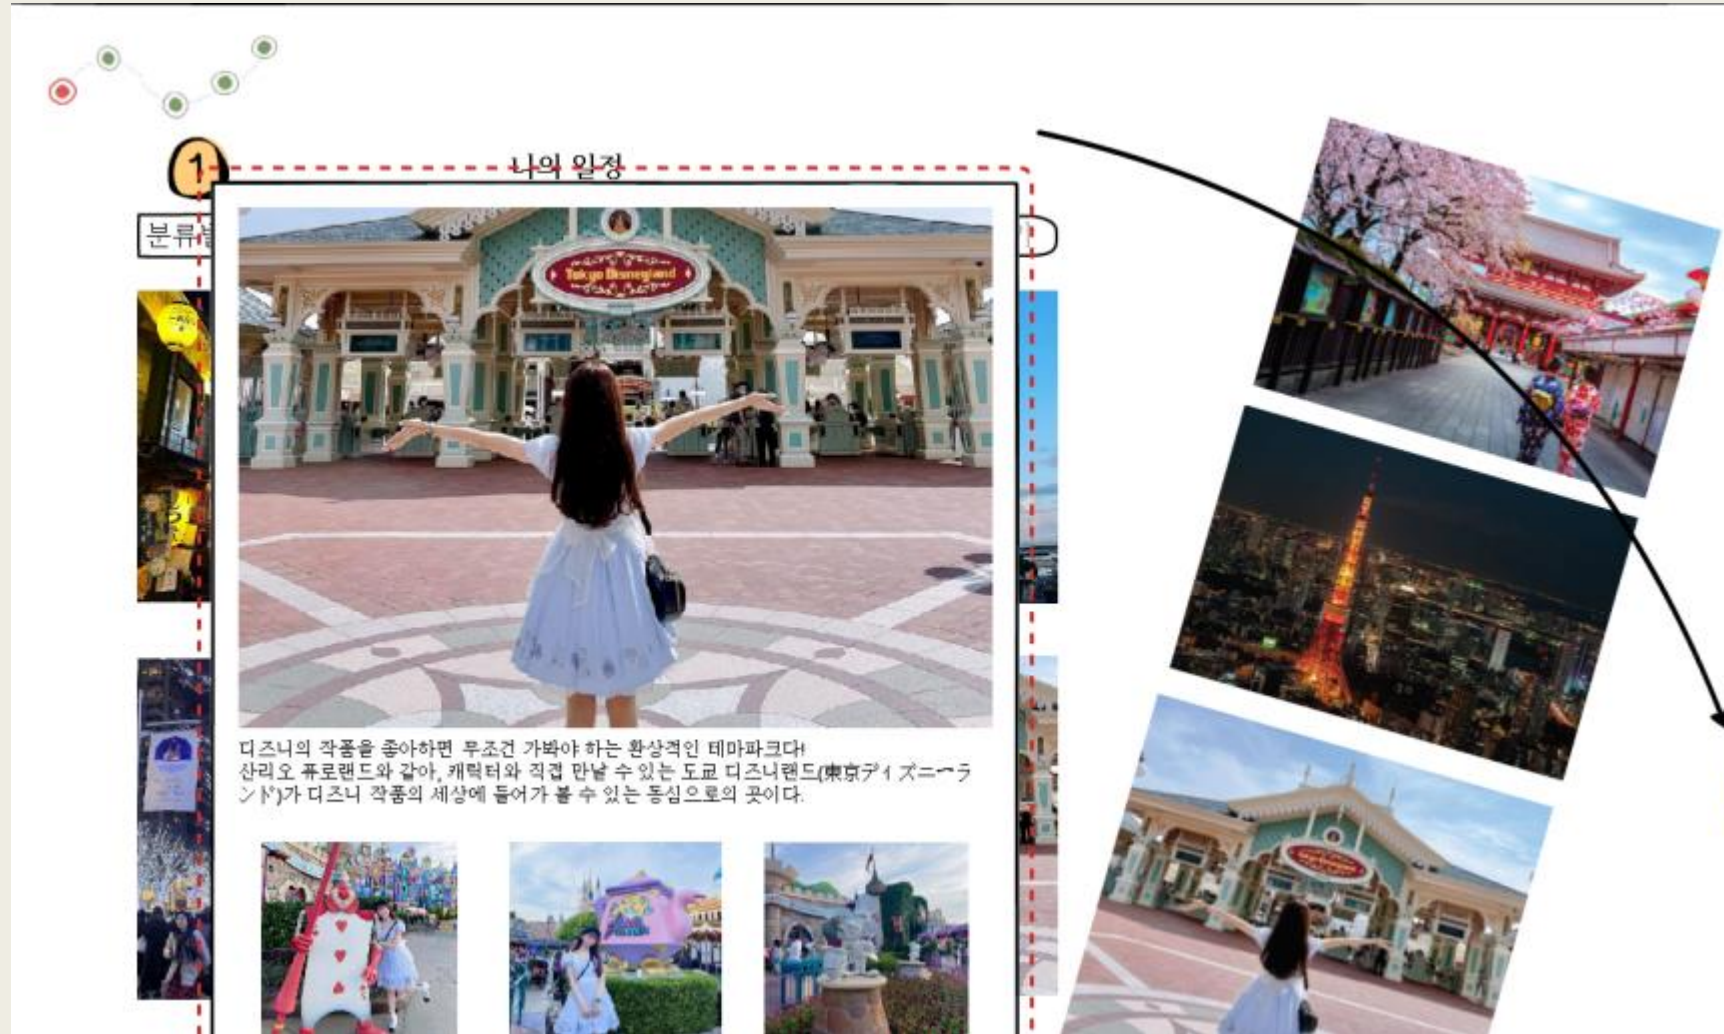 1
나의 일정
분류
Tokyo Disneyland
디즈니의 작품을 좋아하면 무조건 가봐야 하는 환상적인 테마파크다!
산리오 퓨로랜드와 같아, 캐릭터와 직접 만날 수 있는 도쿄 디즈니랜드(東京ディズニーラ
ンド)가 디즈니 작품의 세상에 들어가 볼 수 있는 동심으로의 곳이다.